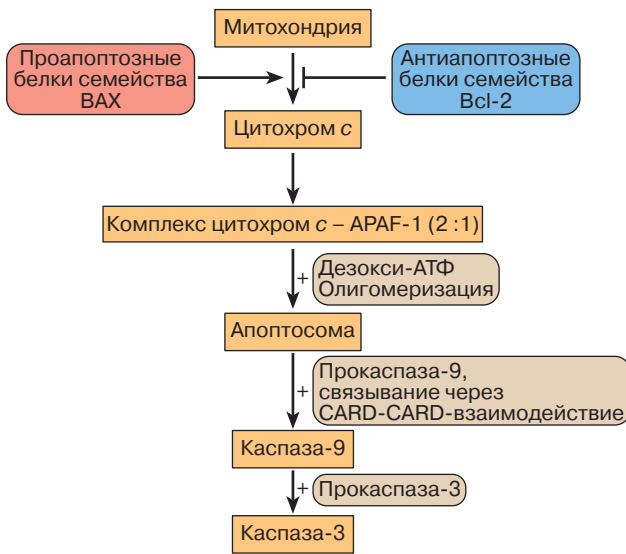 Митохондрия
Проапоптозные
белки семейства
BAX
Антиапоптозные
белки семейства
Bcl-2
Цитохром c
Комплекс цитохром c – APAF-1 (2 :1)
+ Дезокси-АТФ
Олигомеризация
Апоптосома
+ Прокаспаза-9,
связывание через
CARD-CARD-взаимодействие
Каспаза-9
+ Прокаспаза-3
Каспаза-3